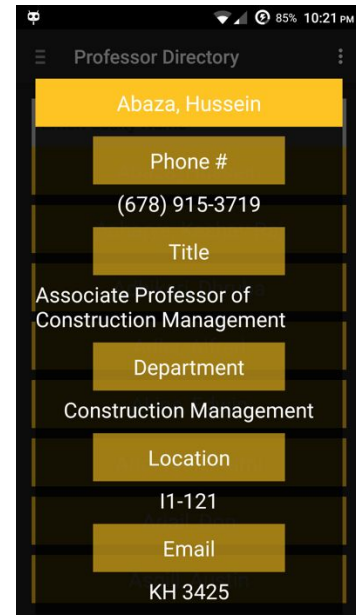 85% 10:21 PM
Professor Directory
Abaza, Hussein
Phone #
(678) 915-3719
Title
Associate Professor of
Construction Management
Department
Construction Management
Location
I1-121
Email
KH 3425